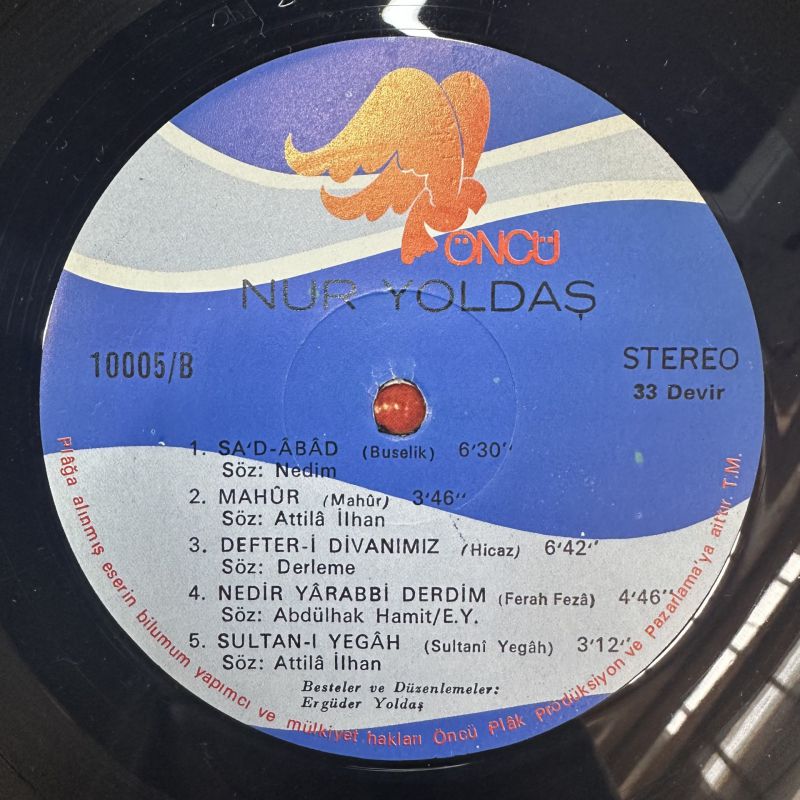 ÖNCÜ
NUR YOLDAŞ
10005/B
STEREO
33 Devir
1. SA'D-ÂBÂD (Buselik) 6'30"
Söz: Nedim
2. MAHÛR (Mahûr) 3'46"
Söz: Attilâ İlhan
3. DEFTER-İ DİVANIMIZ (Hicaz) 6'42"
Söz: Derleme
4. NEDİR YÂRABBİ DERDİM (Ferah Fezâ) 4'46"
Söz: Abdülhak Hamit/E.Y.
5. SULTAN-I YEGÂH (Sultanî Yegâh) 3'12"
Söz: Attilâ İlhan
Besteler ve Düzenlemeler:
Ergüder Yoldaş
Plâğa alınmış eserin bilumum yapımcı ve mülkiyet hakları Öncü Plâk Prodüksiyon ve Pazarlama'ya aittir. T.M.